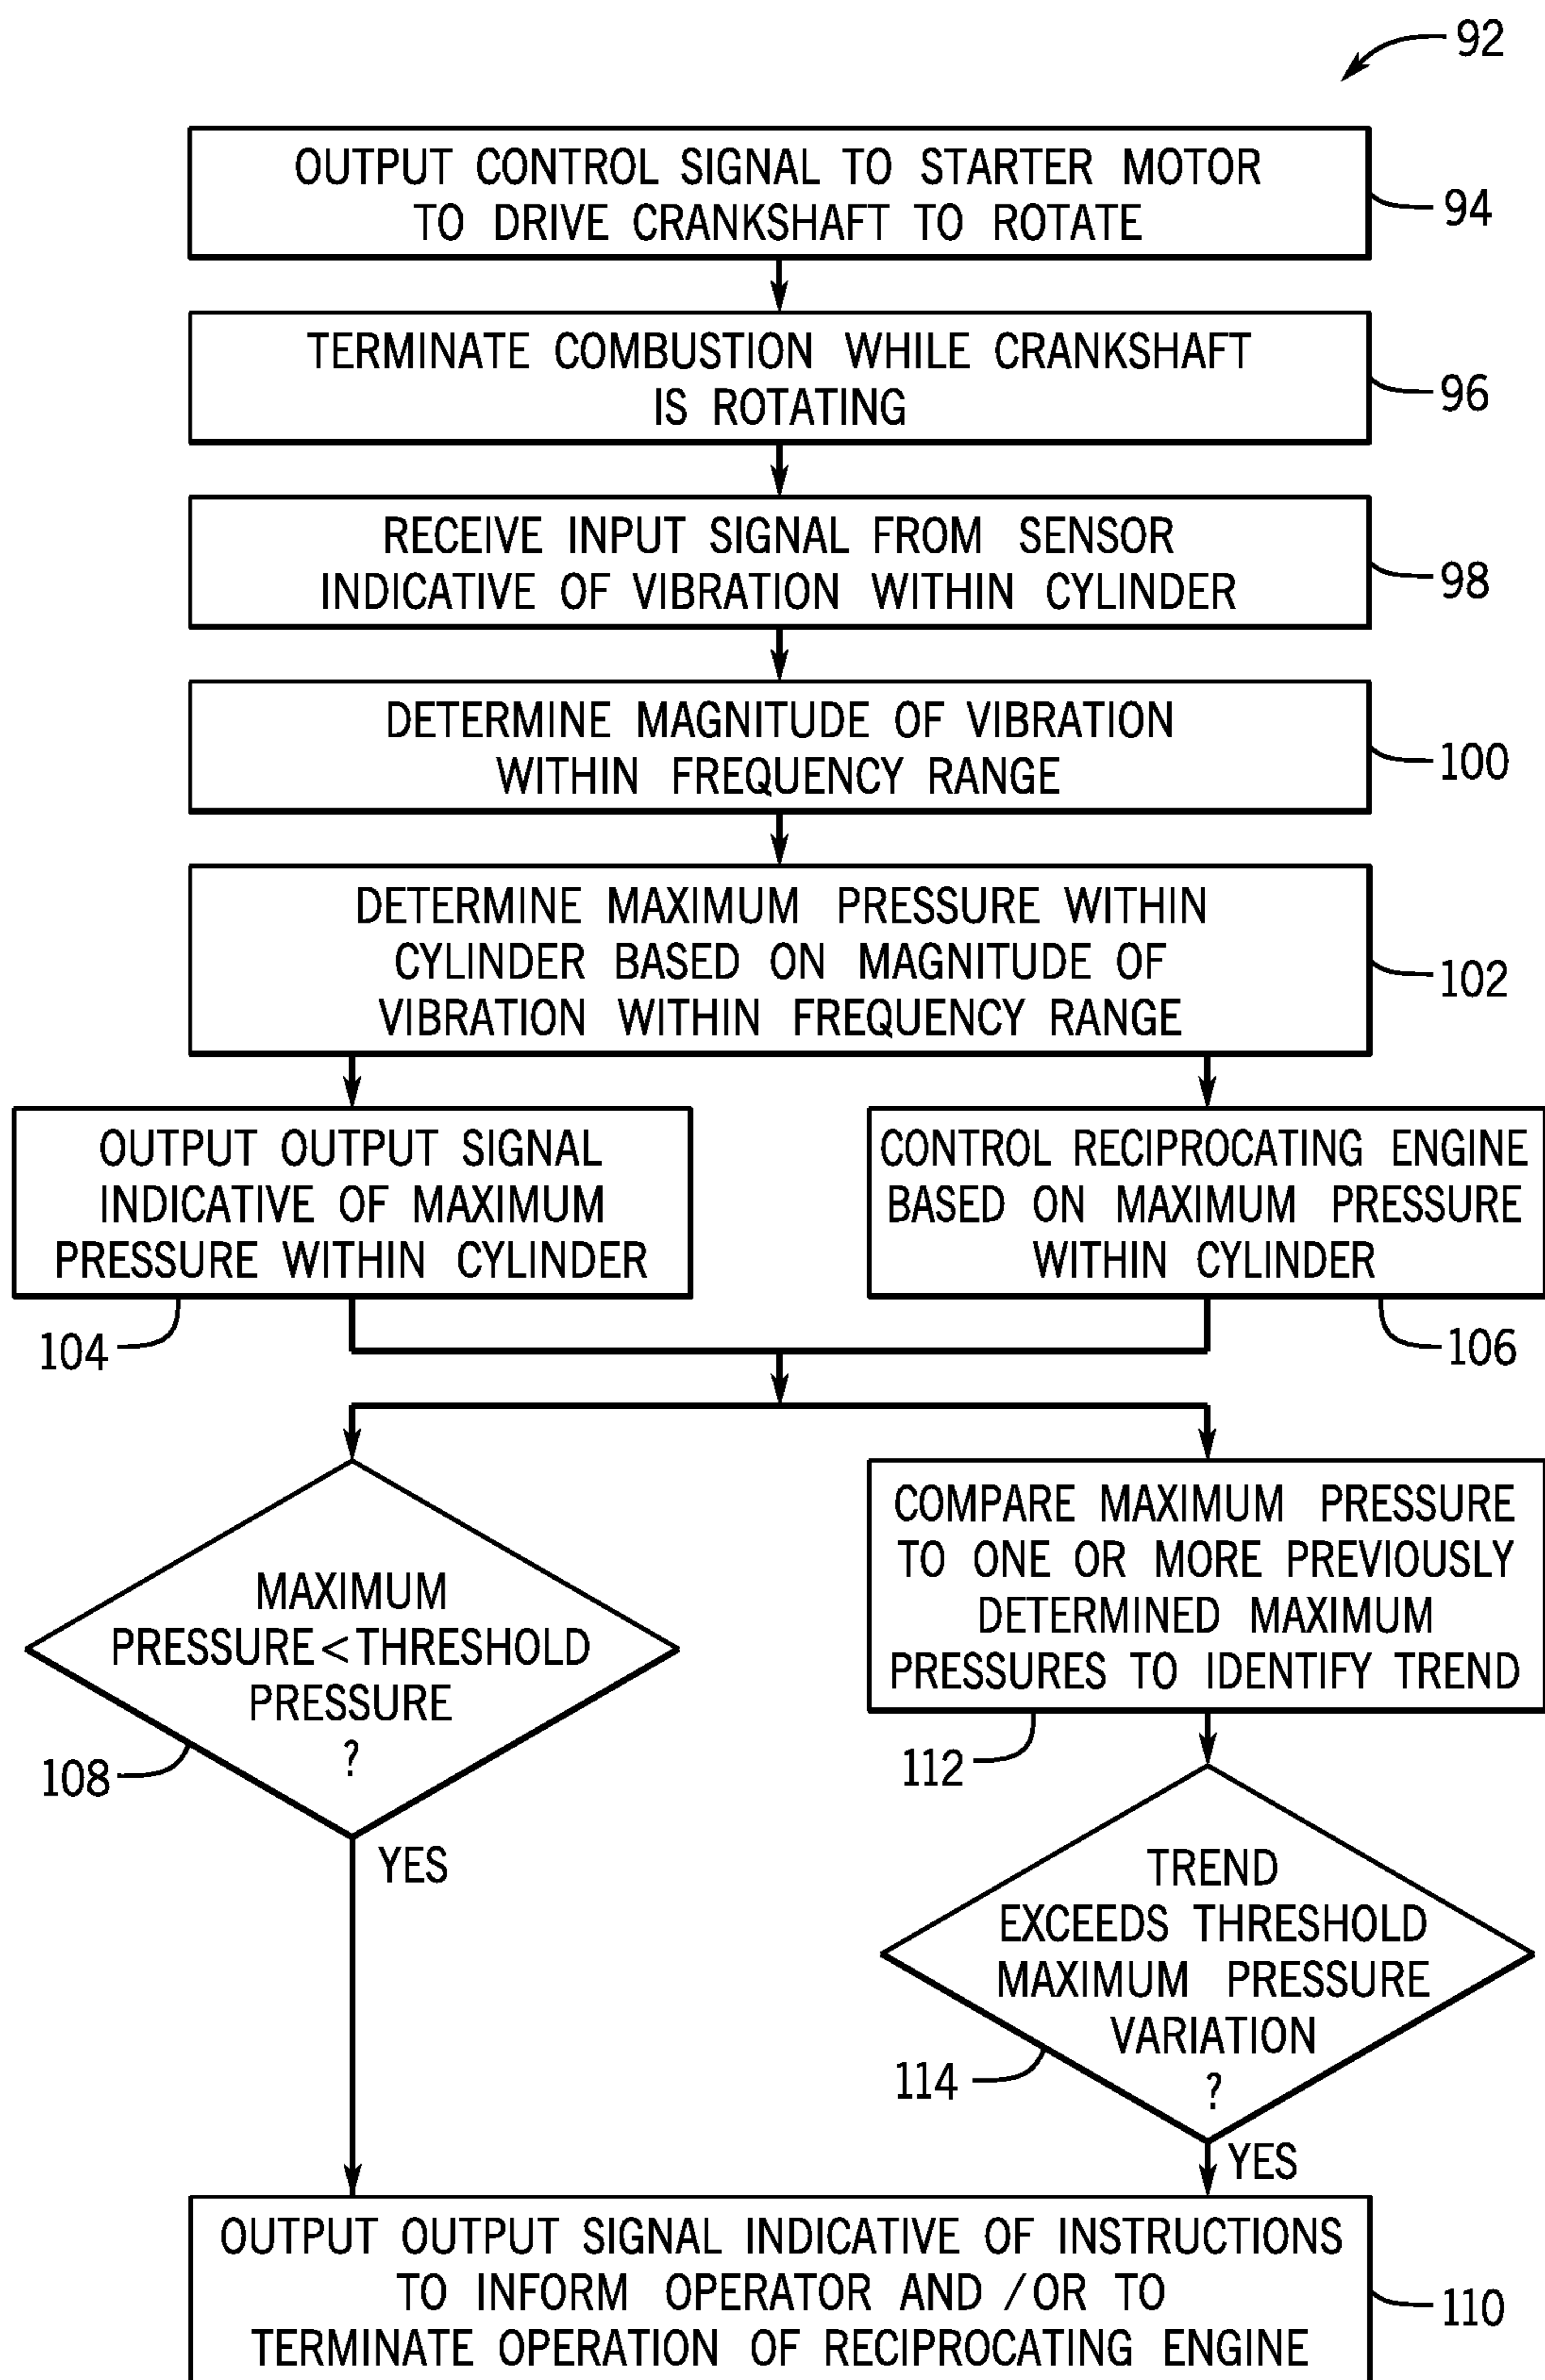 92
OUTPUT CONTROL SIGNAL TO STARTER MOTOR
TO DRIVE CRANKSHAFT TO ROTATE
94
TERMINATE COMBUSTION WHILE CRANKSHAFT
IS ROTATING
96
RECEIVE INPUT SIGNAL FROM SENSOR
INDICATIVE OF VIBRATION WITHIN CYLINDER
98
DETERMINE MAGNITUDE OF VIBRATION
WITHIN FREQUENCY RANGE
100
DETERMINE MAXIMUM PRESSURE WITHIN
CYLINDER BASED ON MAGNITUDE OF
VIBRATION WITHIN FREQUENCY RANGE
102
OUTPUT OUTPUT SIGNAL
INDICATIVE OF MAXIMUM
PRESSURE WITHIN CYLINDER
104
CONTROL RECIPROCATING ENGINE
BASED ON MAXIMUM PRESSURE
WITHIN CYLINDER
106
MAXIMUM
PRESSURE < THRESHOLD
PRESSURE
?
108
YES
COMPARE MAXIMUM PRESSURE
TO ONE OR MORE PREVIOUSLY
DETERMINED MAXIMUM
PRESSURES TO IDENTIFY TREND
112
TREND
EXCEEDS THRESHOLD
MAXIMUM PRESSURE
VARIATION
?
114
YES
OUTPUT OUTPUT SIGNAL INDICATIVE OF INSTRUCTIONS
TO INFORM OPERATOR AND /OR TO
TERMINATE OPERATION OF RECIPROCATING ENGINE
110